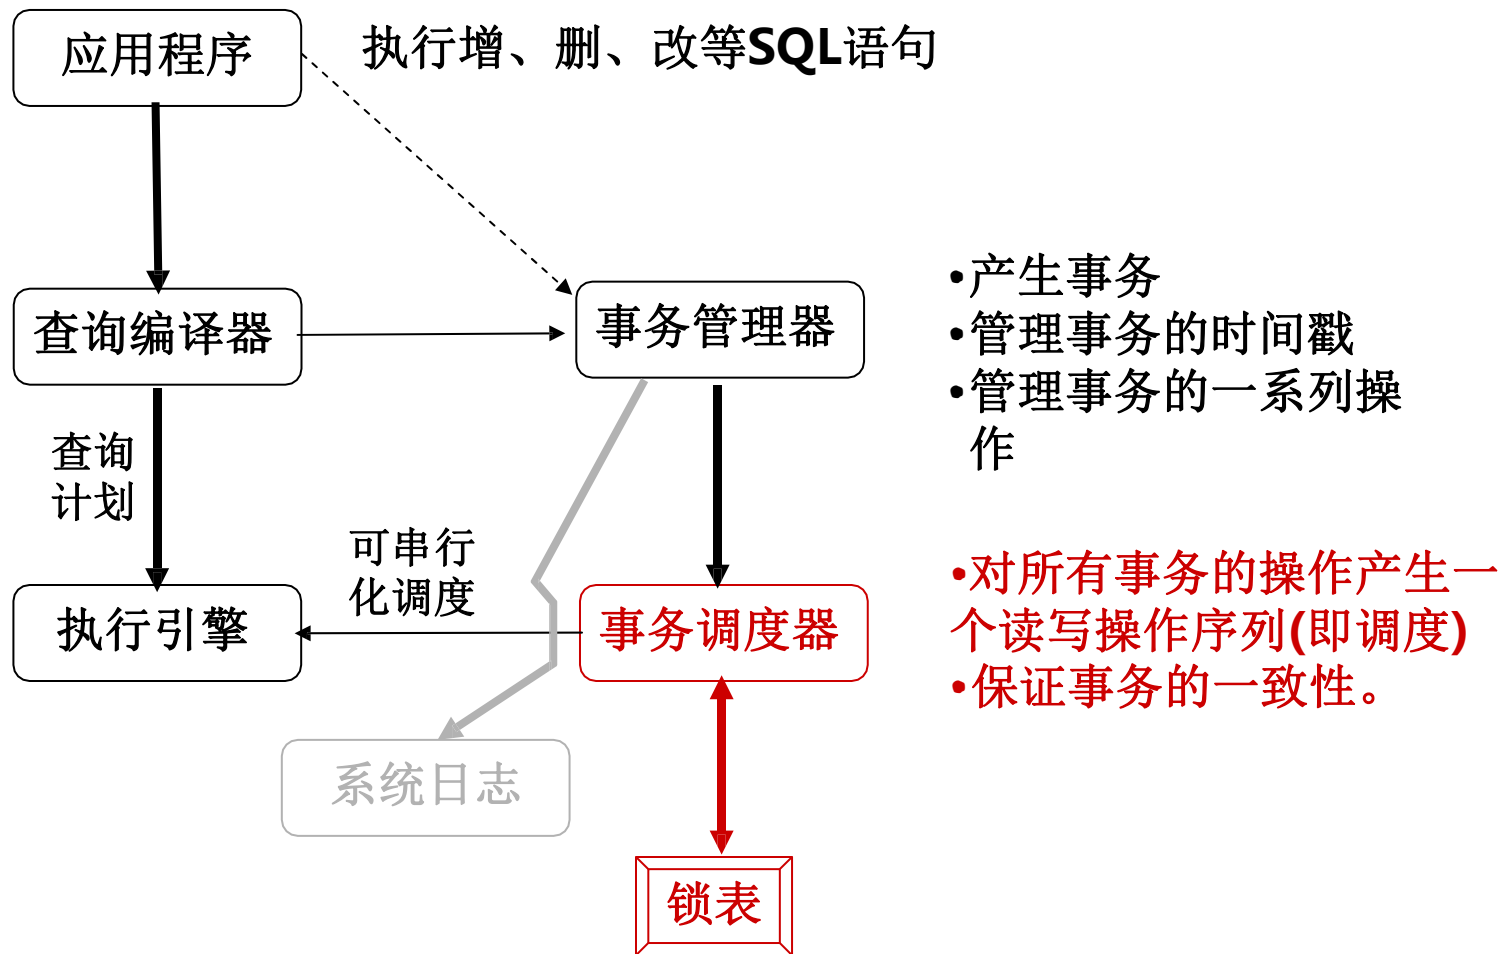 应用程序
执行增、删、改等SQL语句
查询编译器
事务管理器
•产生事务
•管理事务的时间戳
•管理事务的一系列操
作
查询
计划
可串行
化调度
执行引擎
事务调度器
•对所有事务的操作产生一
个读写操作序列(即调度)
•保证事务的一致性。
系统日志
锁表